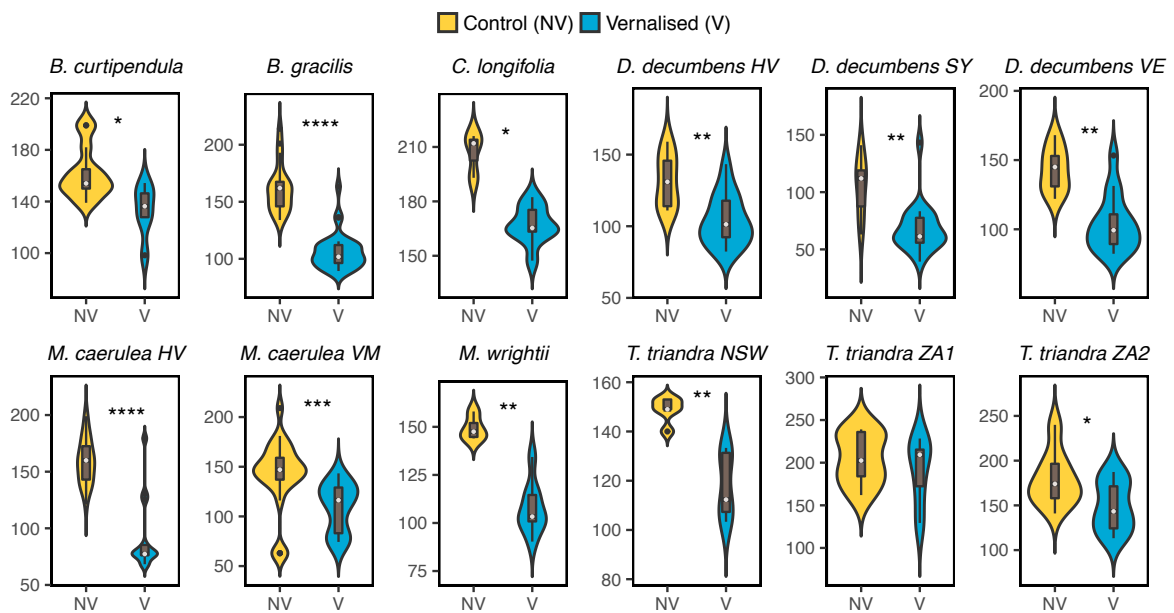 Control (NV) Vernalised (V)
B. curtipendula B. gracilis C. longifolia D. decumbens HV D. decumbens SY D. decumbens VE
220 180 140 100 * NV V
200 150 100 **** NV V
210 180 150 * NV V
150 100 50 ** NV V
150 100 50 ** NV V
200 150 100 ** NV V
M. caerulea HV M. caerulea VM M. wrightii T. triandra NSW T. triandra ZA1 T. triandra ZA2
200 150 100 50 **** NV V
200 150 100 50 *** NV V
150 125 100 75 ** NV V
160 140 120 100 80 ** NV V
300 250 200 150 100 NV V
250 200 150 100 * NV V